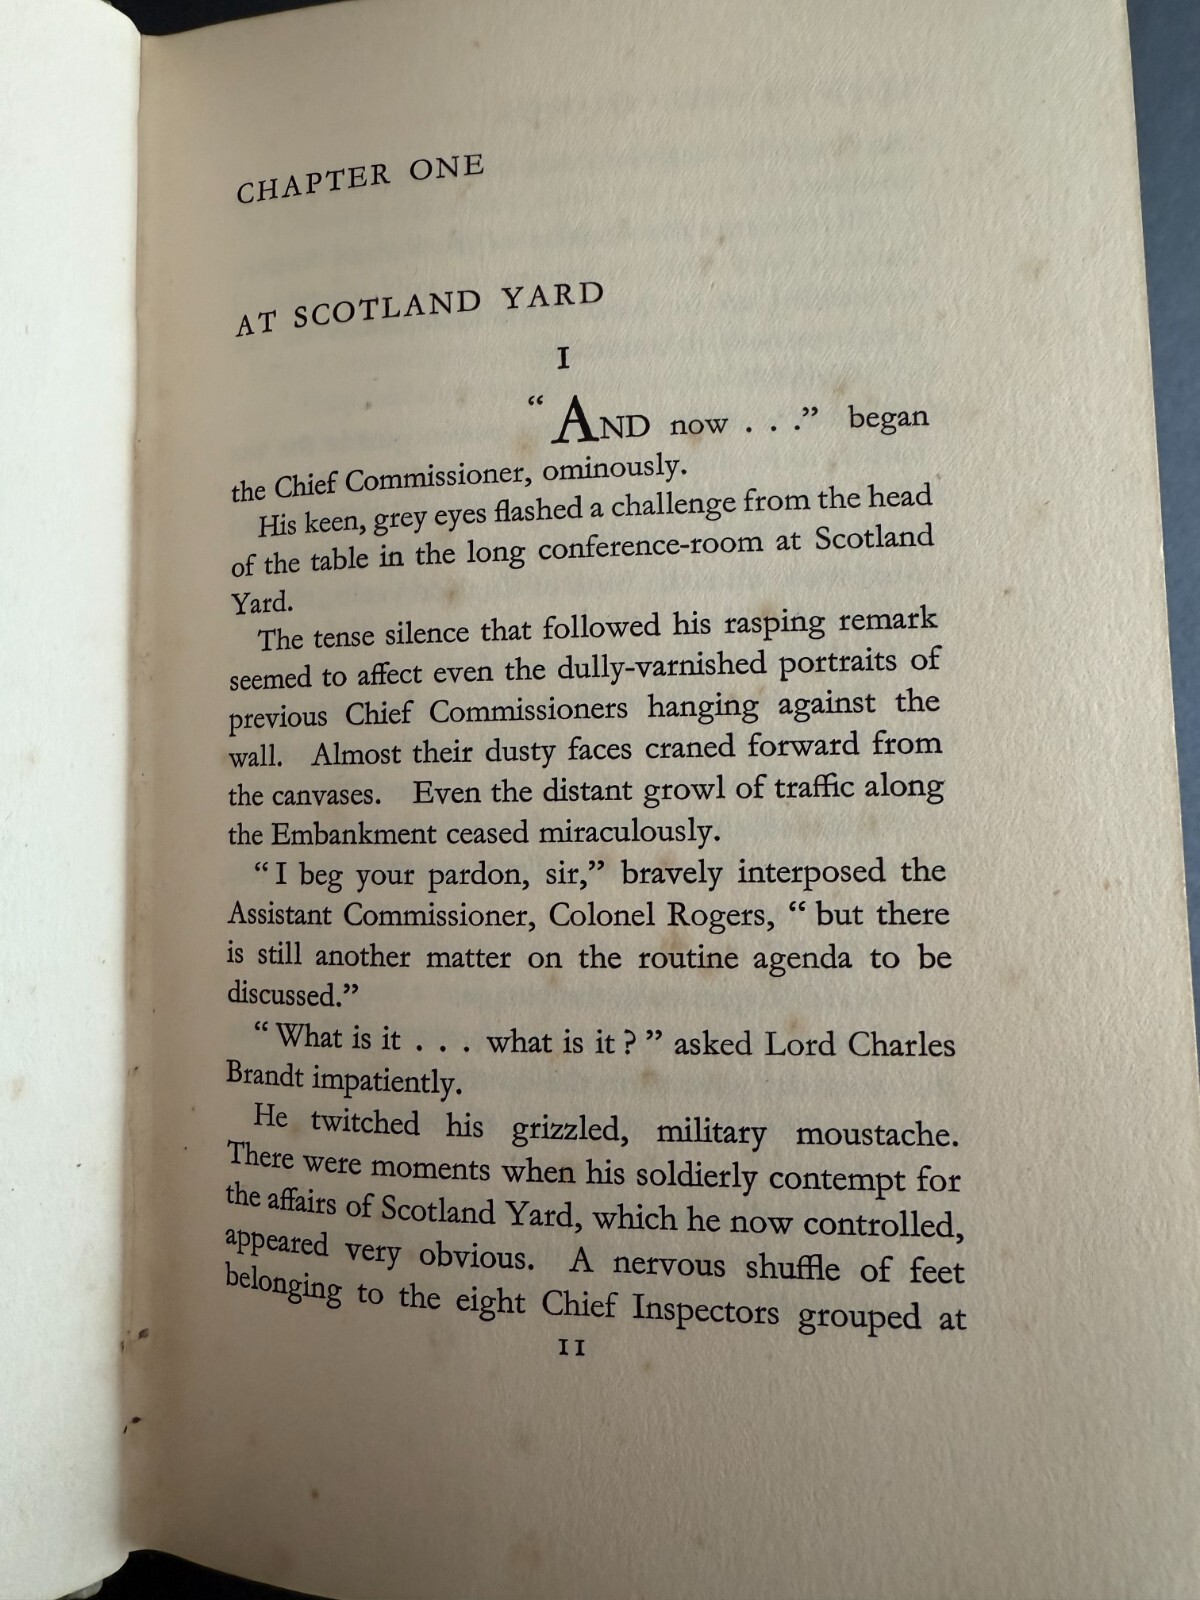 CHAPTER ONE
AT SCOTLAND YARD
I
“AND now . . .” began
the Chief Commissioner, ominously.
His keen, grey eyes flashed a challenge from the head
of the table in the long conference-room at Scotland
Yard.
The tense silence that followed his rasping remark
seemed to affect even the dully-varnished portraits of
previous Chief Commissioners hanging against the
wall. Almost their dusty faces craned forward from
the canvases. Even the distant growl of traffic along
the Embankment ceased miraculously.
“I beg your pardon, sir,” bravely interposed the
Assistant Commissioner, Colonel Rogers, “but there
is still another matter on the routine agenda to be
discussed.”
“What is it . . . what is it?” asked Lord Charles
Brandt impatiently.
He twitched his grizzled, military moustache.
There were moments when his soldierly contempt for
the affairs of Scotland Yard, which he now controlled,
appeared very obvious. A nervous shuffle of feet
belonging to the eight Chief Inspectors grouped at
11